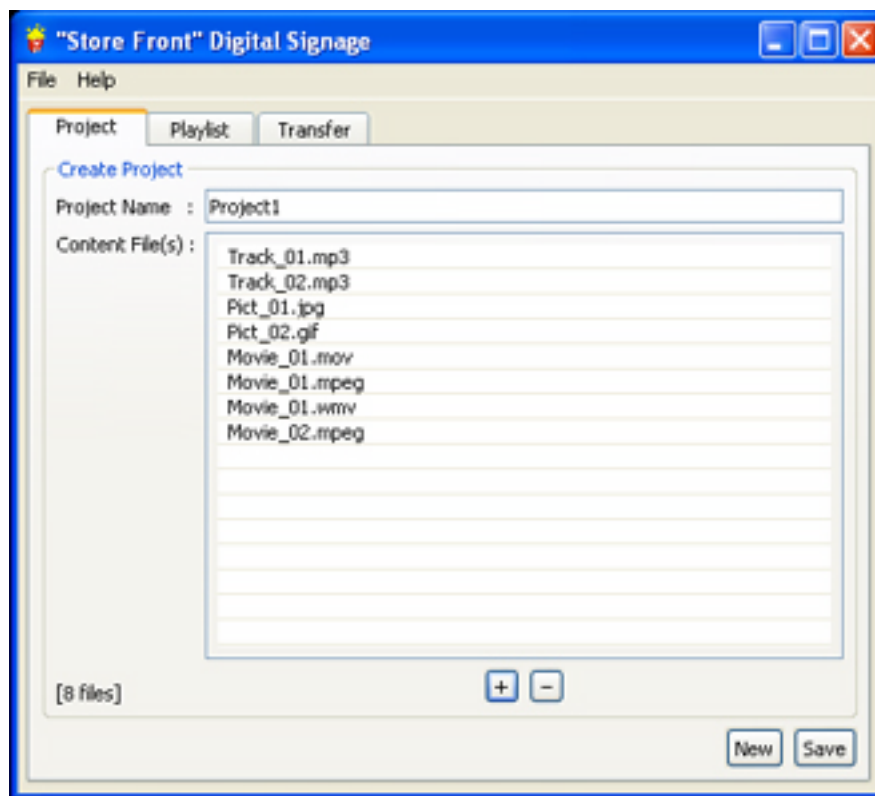 "Store Front" Digital Signage
File Help
Project Playlist Transfer
Create Project
Project Name : Project1
Content File(s) :
Track_01.mp3
Track_02.mp3
Pict_01.jpg
Pict_02.gif
Movie_01.mov
Movie_01.mpeg
Movie_01.wmv
Movie_02.mpeg
[8 files] + -
New Save